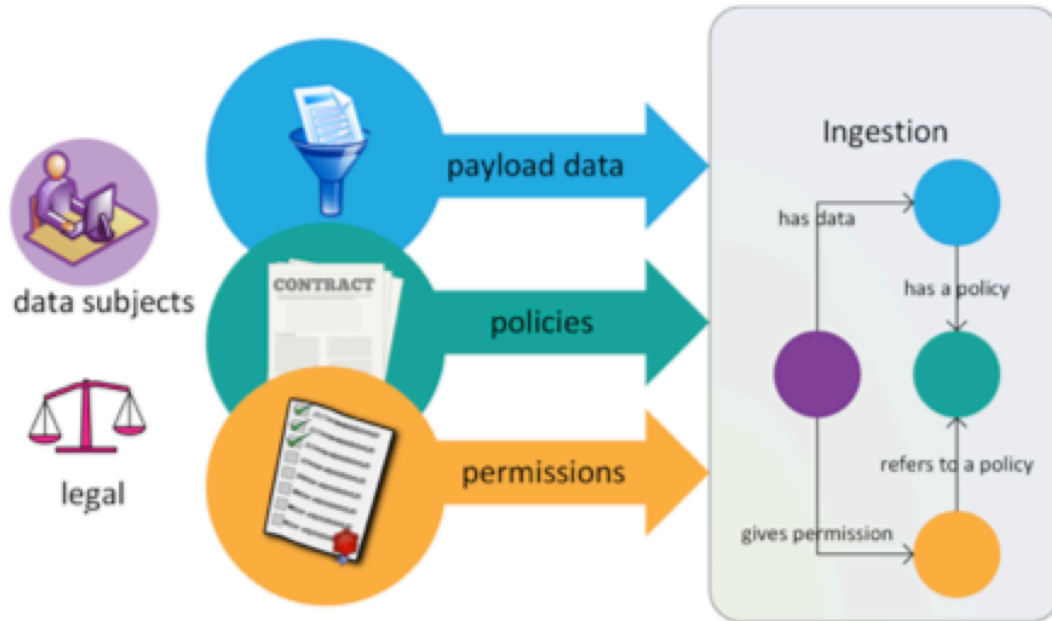 data subjects
legal
payload data
CONTRACT
policies
permissions
Ingestion
has data
has a policy
refers to a policy
gives permission